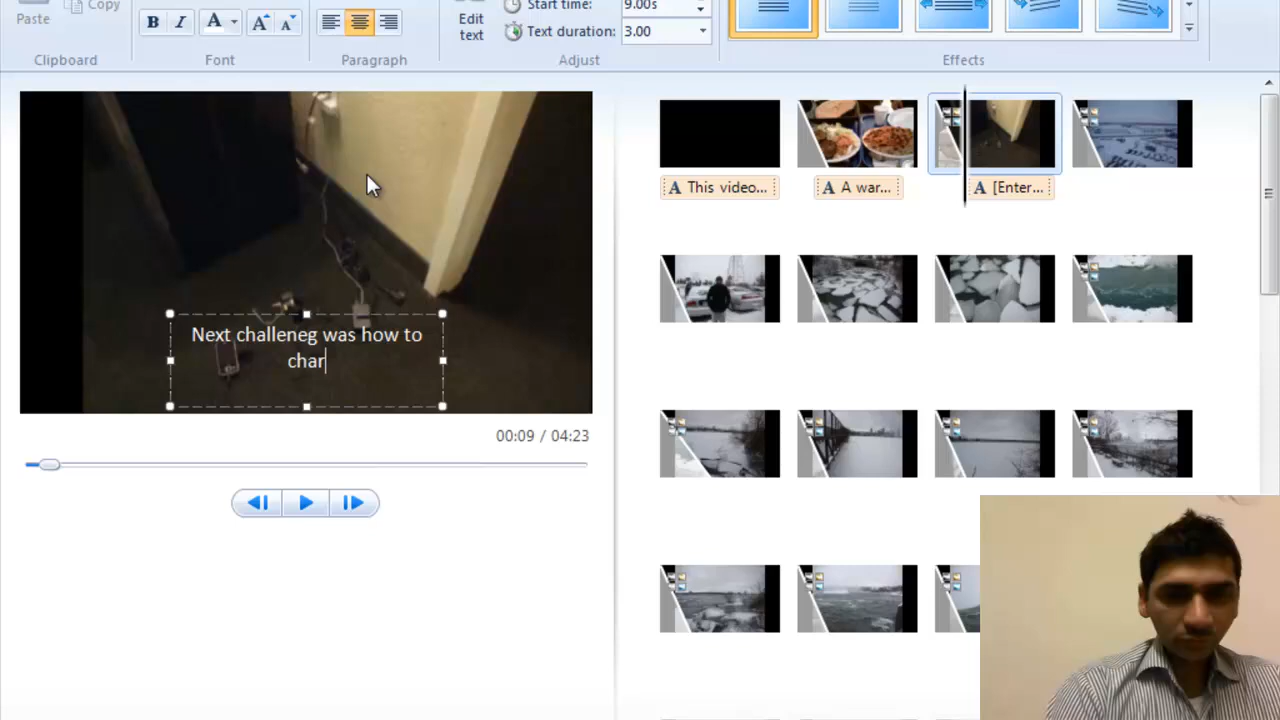 Paste
Copy
B I A A A
Edit
text
Start time: 9.00s
Text duration: 3.00
Clipboard
Font
Paragraph
Adjust
Effects
Next challeneg was how to
char
A This video...
A A war...
A [Enter...
00:09 / 04:23